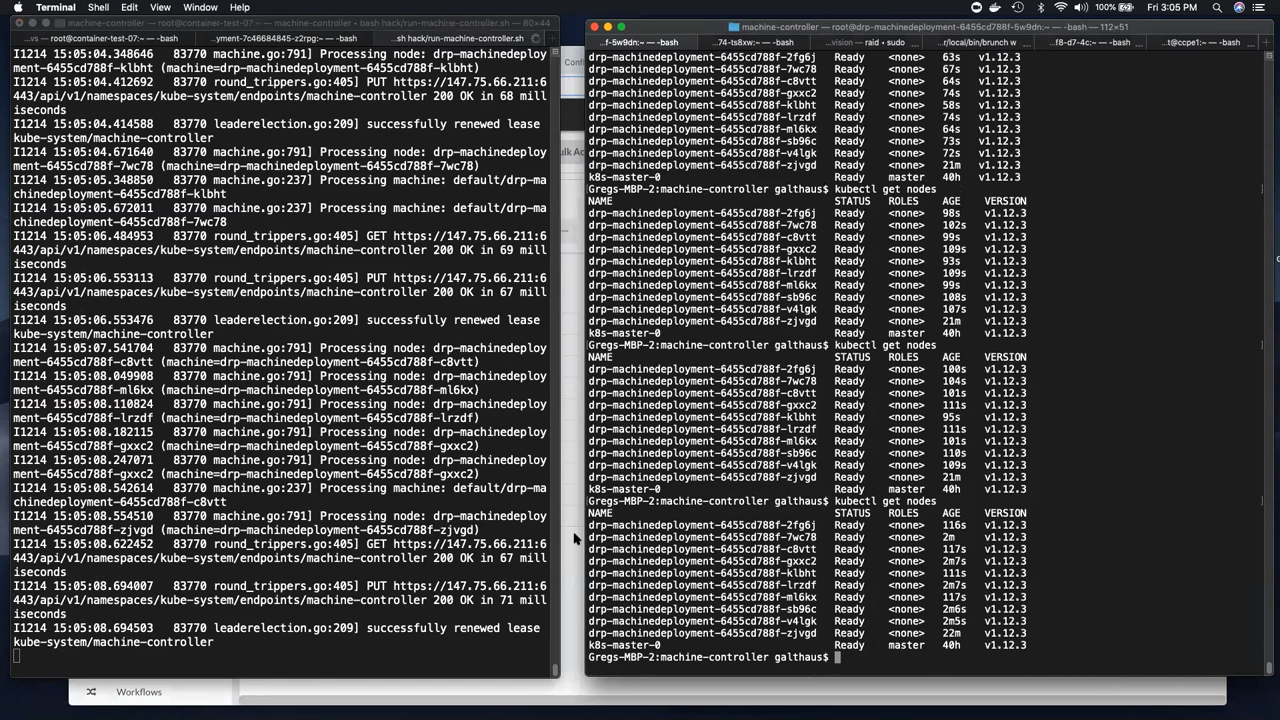 Terminal Shell Edit View Window Help
100% Fri 3:05 PM
machine-controller — root@container-test-07: ~ — machine-controller — bash hack/run-machine-controller.sh — 80×44
...vs — root@container-test-07:~ — -bash
...yment-7c46684845-z2rpg:~ — -bash
...sh hack/run-machine-controller.sh
I1214 15:05:04.348646   83770 machine.go:791] Processing node: drp-machinedeploy
ment-6455cd788f-klbht (machine=drp-machinedeployment-6455cd788f-klbht)
I1214 15:05:04.412692   83770 round_trippers.go:405] PUT https://147.75.66.211:6
443/api/v1/namespaces/kube-system/endpoints/machine-controller 200 OK in 68 mill
iseconds
I1214 15:05:04.414588   83770 leaderelection.go:209] successfully renewed lease
kube-system/machine-controller
I1214 15:05:04.671640   83770 machine.go:791] Processing node: drp-machinedeploy
ment-6455cd788f-7wc78 (machine=drp-machinedeployment-6455cd788f-7wc78)
I1214 15:05:05.348850   83770 machine.go:237] Processing machine: default/drp-ma
chinedeployment-6455cd788f-klbht
I1214 15:05:05.672011   83770 machine.go:237] Processing machine: default/drp-ma
chinedeployment-6455cd788f-7wc78
I1214 15:05:06.484953   83770 round_trippers.go:405] GET https://147.75.66.211:6
443/api/v1/namespaces/kube-system/endpoints/machine-controller 200 OK in 69 mill
iseconds
I1214 15:05:06.553113   83770 round_trippers.go:405] PUT https://147.75.66.211:6
443/api/v1/namespaces/kube-system/endpoints/machine-controller 200 OK in 67 mill
iseconds
I1214 15:05:06.553476   83770 leaderelection.go:209] successfully renewed lease
kube-system/machine-controller
I1214 15:05:07.541704   83770 machine.go:791] Processing node: drp-machinedeploy
ment-6455cd788f-c8vtt (machine=drp-machinedeployment-6455cd788f-c8vtt)
I1214 15:05:08.049908   83770 machine.go:791] Processing node: drp-machinedeploy
ment-6455cd788f-ml6kx (machine=drp-machinedeployment-6455cd788f-ml6kx)
I1214 15:05:08.110824   83770 machine.go:791] Processing node: drp-machinedeploy
ment-6455cd788f-lrzdf (machine=drp-machinedeployment-6455cd788f-lrzdf)
I1214 15:05:08.182115   83770 machine.go:791] Processing node: drp-machinedeploy
ment-6455cd788f-gxxc2 (machine=drp-machinedeployment-6455cd788f-gxxc2)
I1214 15:05:08.247071   83770 machine.go:791] Processing node: drp-machinedeploy
ment-6455cd788f-gxxc2 (machine=drp-machinedeployment-6455cd788f-gxxc2)
I1214 15:05:08.542614   83770 machine.go:237] Processing machine: default/drp-ma
chinedeployment-6455cd788f-c8vtt
I1214 15:05:08.554510   83770 machine.go:791] Processing node: drp-machinedeploy
ment-6455cd788f-zjvgd (machine=drp-machinedeployment-6455cd788f-zjvgd)
I1214 15:05:08.622452   83770 round_trippers.go:405] GET https://147.75.66.211:6
443/api/v1/namespaces/kube-system/endpoints/machine-controller 200 OK in 67 mill
iseconds
I1214 15:05:08.694007   83770 round_trippers.go:405] PUT https://147.75.66.211:6
443/api/v1/namespaces/kube-system/endpoints/machine-controller 200 OK in 71 mill
iseconds
I1214 15:05:08.694503   83770 leaderelection.go:209] successfully renewed lease
kube-system/machine-controller
Confi
ulk Ac
Workflows
machine-controller — root@drp-machinedeployment-6455cd788f-5w9dn:~ — -bash — 112×51
...f-5w9dn:~ — -bash
...74-ts8xw:~ — -bash
...vision — raid • sudo
...r/local/bin/brunch w
...f8-d7-4c:~ — -bash
...t@ccpe1:~ — -bash
drp-machinedeployment-6455cd788f-2fg6j   Ready   <none>   63s   v1.12.3
drp-machinedeployment-6455cd788f-7wc78   Ready   <none>   67s   v1.12.3
drp-machinedeployment-6455cd788f-c8vtt   Ready   <none>   64s   v1.12.3
drp-machinedeployment-6455cd788f-gxxc2   Ready   <none>   74s   v1.12.3
drp-machinedeployment-6455cd788f-klbht   Ready   <none>   58s   v1.12.3
drp-machinedeployment-6455cd788f-lrzdf   Ready   <none>   74s   v1.12.3
drp-machinedeployment-6455cd788f-ml6kx   Ready   <none>   64s   v1.12.3
drp-machinedeployment-6455cd788f-sb96c   Ready   <none>   73s   v1.12.3
drp-machinedeployment-6455cd788f-v4lgk   Ready   <none>   72s   v1.12.3
drp-machinedeployment-6455cd788f-zjvgd   Ready   <none>   21m   v1.12.3
k8s-master-0   Ready   master   40h   v1.12.3
[Gregs-MBP-2:machine-controller galthaus$ kubectl get nodes ]
NAME   STATUS   ROLES   AGE   VERSION
drp-machinedeployment-6455cd788f-2fg6j   Ready   <none>   98s   v1.12.3
drp-machinedeployment-6455cd788f-7wc78   Ready   <none>   102s   v1.12.3
drp-machinedeployment-6455cd788f-c8vtt   Ready   <none>   99s   v1.12.3
drp-machinedeployment-6455cd788f-gxxc2   Ready   <none>   109s   v1.12.3
drp-machinedeployment-6455cd788f-klbht   Ready   <none>   93s   v1.12.3
drp-machinedeployment-6455cd788f-lrzdf   Ready   <none>   109s   v1.12.3
drp-machinedeployment-6455cd788f-ml6kx   Ready   <none>   99s   v1.12.3
drp-machinedeployment-6455cd788f-sb96c   Ready   <none>   108s   v1.12.3
drp-machinedeployment-6455cd788f-v4lgk   Ready   <none>   107s   v1.12.3
drp-machinedeployment-6455cd788f-zjvgd   Ready   <none>   21m   v1.12.3
k8s-master-0   Ready   master   40h   v1.12.3
[Gregs-MBP-2:machine-controller galthaus$ kubectl get nodes ]
NAME   STATUS   ROLES   AGE   VERSION
drp-machinedeployment-6455cd788f-2fg6j   Ready   <none>   100s   v1.12.3
drp-machinedeployment-6455cd788f-7wc78   Ready   <none>   104s   v1.12.3
drp-machinedeployment-6455cd788f-c8vtt   Ready   <none>   101s   v1.12.3
drp-machinedeployment-6455cd788f-gxxc2   Ready   <none>   111s   v1.12.3
drp-machinedeployment-6455cd788f-klbht   Ready   <none>   95s   v1.12.3
drp-machinedeployment-6455cd788f-lrzdf   Ready   <none>   111s   v1.12.3
drp-machinedeployment-6455cd788f-ml6kx   Ready   <none>   101s   v1.12.3
drp-machinedeployment-6455cd788f-sb96c   Ready   <none>   110s   v1.12.3
drp-machinedeployment-6455cd788f-v4lgk   Ready   <none>   109s   v1.12.3
drp-machinedeployment-6455cd788f-zjvgd   Ready   <none>   21m   v1.12.3
k8s-master-0   Ready   master   40h   v1.12.3
[Gregs-MBP-2:machine-controller galthaus$ kubectl get nodes ]
NAME   STATUS   ROLES   AGE   VERSION
drp-machinedeployment-6455cd788f-2fg6j   Ready   <none>   116s   v1.12.3
drp-machinedeployment-6455cd788f-7wc78   Ready   <none>   2m   v1.12.3
drp-machinedeployment-6455cd788f-c8vtt   Ready   <none>   117s   v1.12.3
drp-machinedeployment-6455cd788f-gxxc2   Ready   <none>   2m7s   v1.12.3
drp-machinedeployment-6455cd788f-klbht   Ready   <none>   111s   v1.12.3
drp-machinedeployment-6455cd788f-lrzdf   Ready   <none>   2m7s   v1.12.3
drp-machinedeployment-6455cd788f-ml6kx   Ready   <none>   117s   v1.12.3
drp-machinedeployment-6455cd788f-sb96c   Ready   <none>   2m6s   v1.12.3
drp-machinedeployment-6455cd788f-v4lgk   Ready   <none>   2m5s   v1.12.3
drp-machinedeployment-6455cd788f-zjvgd   Ready   <none>   22m   v1.12.3
k8s-master-0   Ready   master   40h   v1.12.3
Gregs-MBP-2:machine-controller galthaus$